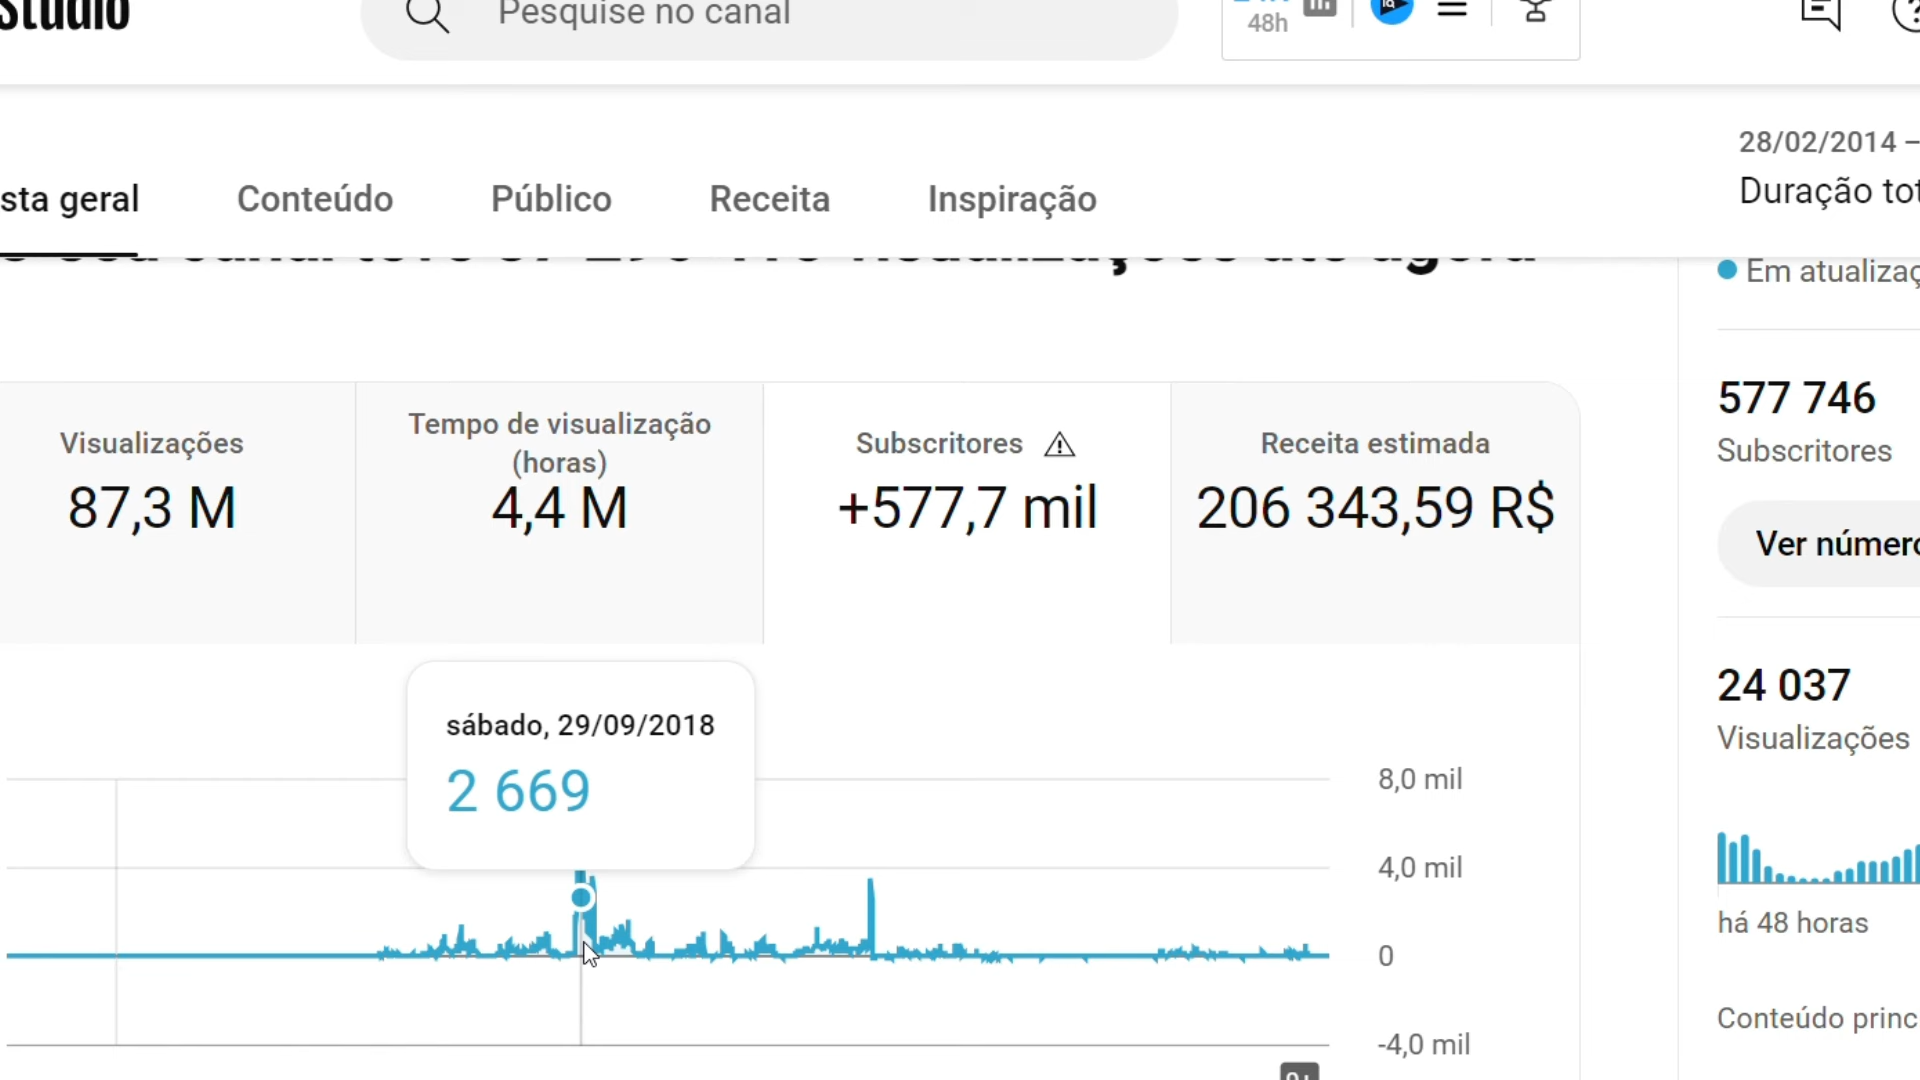 Studio
Pesquise no canal
48h
sta geral
Conteúdo
Público
Receita
Inspiração
28/02/2014 –
Duração tot
Em atualizaç
Visualizações
87,3 M
Tempo de visualização
(horas)
4,4 M
Subscritores
+577,7 mil
Receita estimada
206 343,59 R$
577 746
Subscritores
Ver número
24 037
Visualizações
há 48 horas
Conteúdo princ
sábado, 29/09/2018
2 669
8,0 mil
4,0 mil
0
-4,0 mil